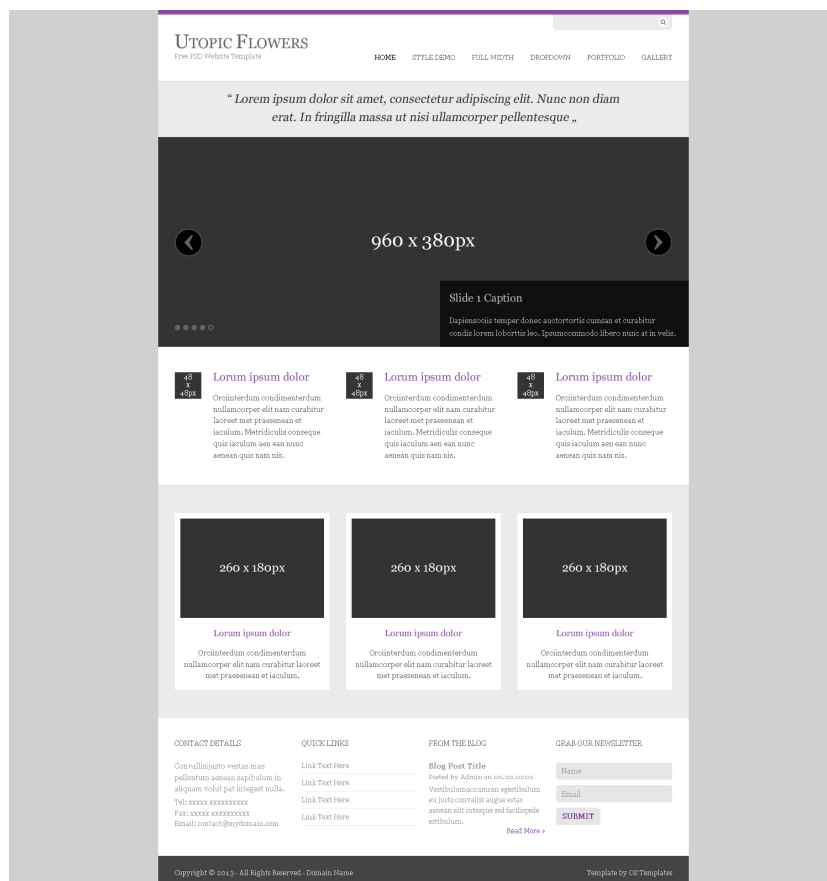 Utopic Flowers
Free PSD Website Template
HOME STYLE DEMO FULL WIDTH DROPDOWN PORTFOLIO GALLERY
“ Lorem ipsum dolor sit amet, consectetur adipiscing elit. Nunc non diam
erat. In fringilla massa ut nisi ullamcorper pellentesque „
960 x 380px
Slide 1 Caption
Dapiensociis temper donec auctortortis cumsan et curabitur
condis lorem loborttis leo. Ipsumcommodo libero nunc at in velis.
48
x
48px
Lorum ipsum dolor
Orciinterdum condimenterdum
nullamcorper elit nam curabitur
laoreet met praesenean et
iaculum. Metridiculis conseque
quis iaculum aen ean nunc
aenean quis nam nis.
48
x
48px
Lorum ipsum dolor
Orciinterdum condimenterdum
nullamcorper elit nam curabitur
laoreet met praesenean et
iaculum. Metridiculis conseque
quis iaculum aen ean nunc
aenean quis nam nis.
48
x
48px
Lorum ipsum dolor
Orciinterdum condimenterdum
nullamcorper elit nam curabitur
laoreet met praesenean et
iaculum. Metridiculis conseque
quis iaculum aen ean nunc
aenean quis nam nis.
260 x 180px
Lorum ipsum dolor
Orciinterdum condimenterdum
nullamcorper elit nam curabitur laoreet
met praesenean et iaculum.
260 x 180px
Lorum ipsum dolor
Orciinterdum condimenterdum
nullamcorper elit nam curabitur laoreet
met praesenean et iaculum.
260 x 180px
Lorum ipsum dolor
Orciinterdum condimenterdum
nullamcorper elit nam curabitur laoreet
met praesenean et iaculum.
CONTACT DETAILS
Convallisijusto vestas mus
pellentum aenean sapibulum in
aliquam volut pat integest nulla.
Tel: xxxxx xxxxxxxxxx
Fax: xxxxx xxxxxxxxxx
Email: contact@mydomain.com
QUICK LINKS
Link Text Here
Link Text Here
Link Text Here
Link Text Here
FROM THE BLOG
Blog Post Title
Posted by Admin on 00.00.0000
Vestibulumaccumsan egestibulum
eu justo convallis augue estas
aenean elit intesque sed facilispede
estibulum.
Read More »
GRAB OUR NEWSLETTER
Name
Email
SUBMIT
Copyright © 2013 - All Rights Reserved - Domain Name
Template by OS Templates